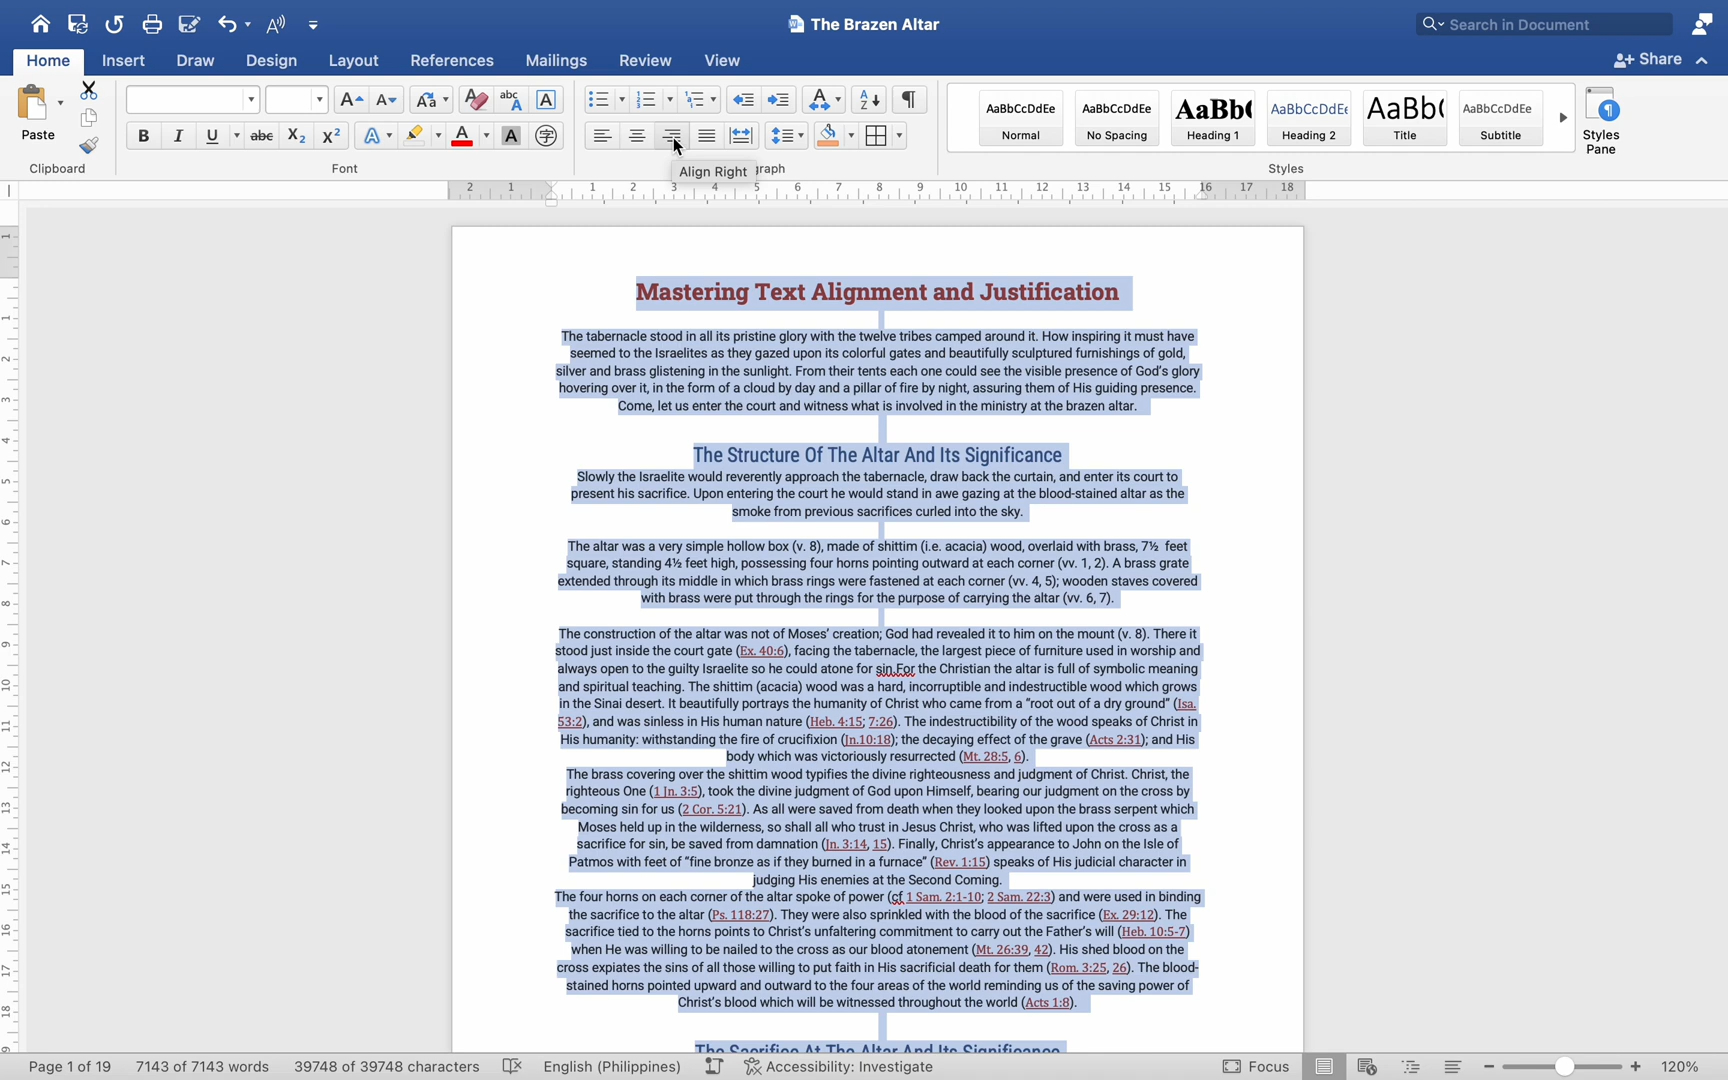 The Brazen Altar
Search in Document
Home Insert Draw Design Layout References Mailings Review View
Share
Paste
AaBbCcDdEe AaBbCcDdEe AaBb( AaBbCcDdE AaBb( AaBbCcDdEe
Normal No Spacing Heading 1 Heading 2 Title Subtitle
Styles Pane
Clipboard Font graph Styles
Align Right
2 1 1 2 3 4 5 6 7 8 9 10 11 12 13 14 15 16 17 18
Mastering Text Alignment and Justification
The tabernacle stood in all its pristine glory with the twelve tribes camped around it. How inspiring it must have
seemed to the Israelites as they gazed upon its colorful gates and beautifully sculptured furnishings of gold,
silver and brass glistening in the sunlight. From their tents each one could see the visible presence of God's glory
hovering over it, in the form of a cloud by day and a pillar of fire by night, assuring them of His guiding presence.
Come, let us enter the court and witness what is involved in the ministry at the brazen altar.
The Structure Of The Altar And Its Significance
Slowly the Israelite would reverently approach the tabernacle, draw back the curtain, and enter its court to
present his sacrifice. Upon entering the court he would stand in awe gazing at the blood-stained altar as the
smoke from previous sacrifices curled into the sky.
The altar was a very simple hollow box (v. 8), made of shittim (i.e. acacia) wood, overlaid with brass, 7½ feet
square, standing 4½ feet high, possessing four horns pointing outward at each corner (vv. 1, 2). A brass grate
extended through its middle in which brass rings were fastened at each corner (vv. 4, 5); wooden staves covered
with brass were put through the rings for the purpose of carrying the altar (vv. 6, 7).
The construction of the altar was not of Moses' creation; God had revealed it to him on the mount (v. 8). There it
stood just inside the court gate (Ex. 40:6), facing the tabernacle, the largest piece of furniture used in worship and
always open to the guilty Israelite so he could atone for sin.For the Christian the altar is full of symbolic meaning
and spiritual teaching. The shittim (acacia) wood was a hard, incorruptible and indestructible wood which grows
in the Sinai desert. It beautifully portrays the humanity of Christ who came from a "root out of a dry ground" (Isa.
53:2), and was sinless in His human nature (Heb. 4:15; 7:26). The indestructibility of the wood speaks of Christ in
His humanity: withstanding the fire of crucifixion (Jn.10:18); the decaying effect of the grave (Acts 2:31); and His
body which was victoriously resurrected (Mt. 28:5, 6).
The brass covering over the shittim wood typifies the divine righteousness and judgment of Christ. Christ, the
righteous One (1 Jn. 3:5), took the divine judgment of God upon Himself, bearing our judgment on the cross by
becoming sin for us (2 Cor. 5:21). As all were saved from death when they looked upon the brass serpent which
Moses held up in the wilderness, so shall all who trust in Jesus Christ, who was lifted upon the cross as a
sacrifice for sin, be saved from damnation (Jn. 3:14, 15). Finally, Christ's appearance to John on the Isle of
Patmos with feet of "fine bronze as if they burned in a furnace" (Rev. 1:15) speaks of His judicial character in
judging His enemies at the Second Coming.
The four horns on each corner of the altar spoke of power (cf 1 Sam. 2:1-10; 2 Sam. 22:3) and were used in binding
the sacrifice to the altar (Ps. 118:27). They were also sprinkled with the blood of the sacrifice (Ex. 29:12). The
sacrifice tied to the horns points to Christ's unfaltering commitment to carry out the Father's will (Heb. 10:5-7)
when He was willing to be nailed to the cross as our blood atonement (Mt. 26:39, 42). His shed blood on the
cross expiates the sins of all those willing to put faith in His sacrificial death for them (Rom. 3:25, 26). The blood-
stained horns pointed upward and outward to the four areas of the world reminding us of the saving power of
Christ's blood which will be witnessed throughout the world (Acts 1:8).
The Sacrifice At The Altar And Its Significance
Page 1 of 19 7143 of 7143 words 39748 of 39748 characters English (Philippines) Accessibility: Investigate Focus 120%